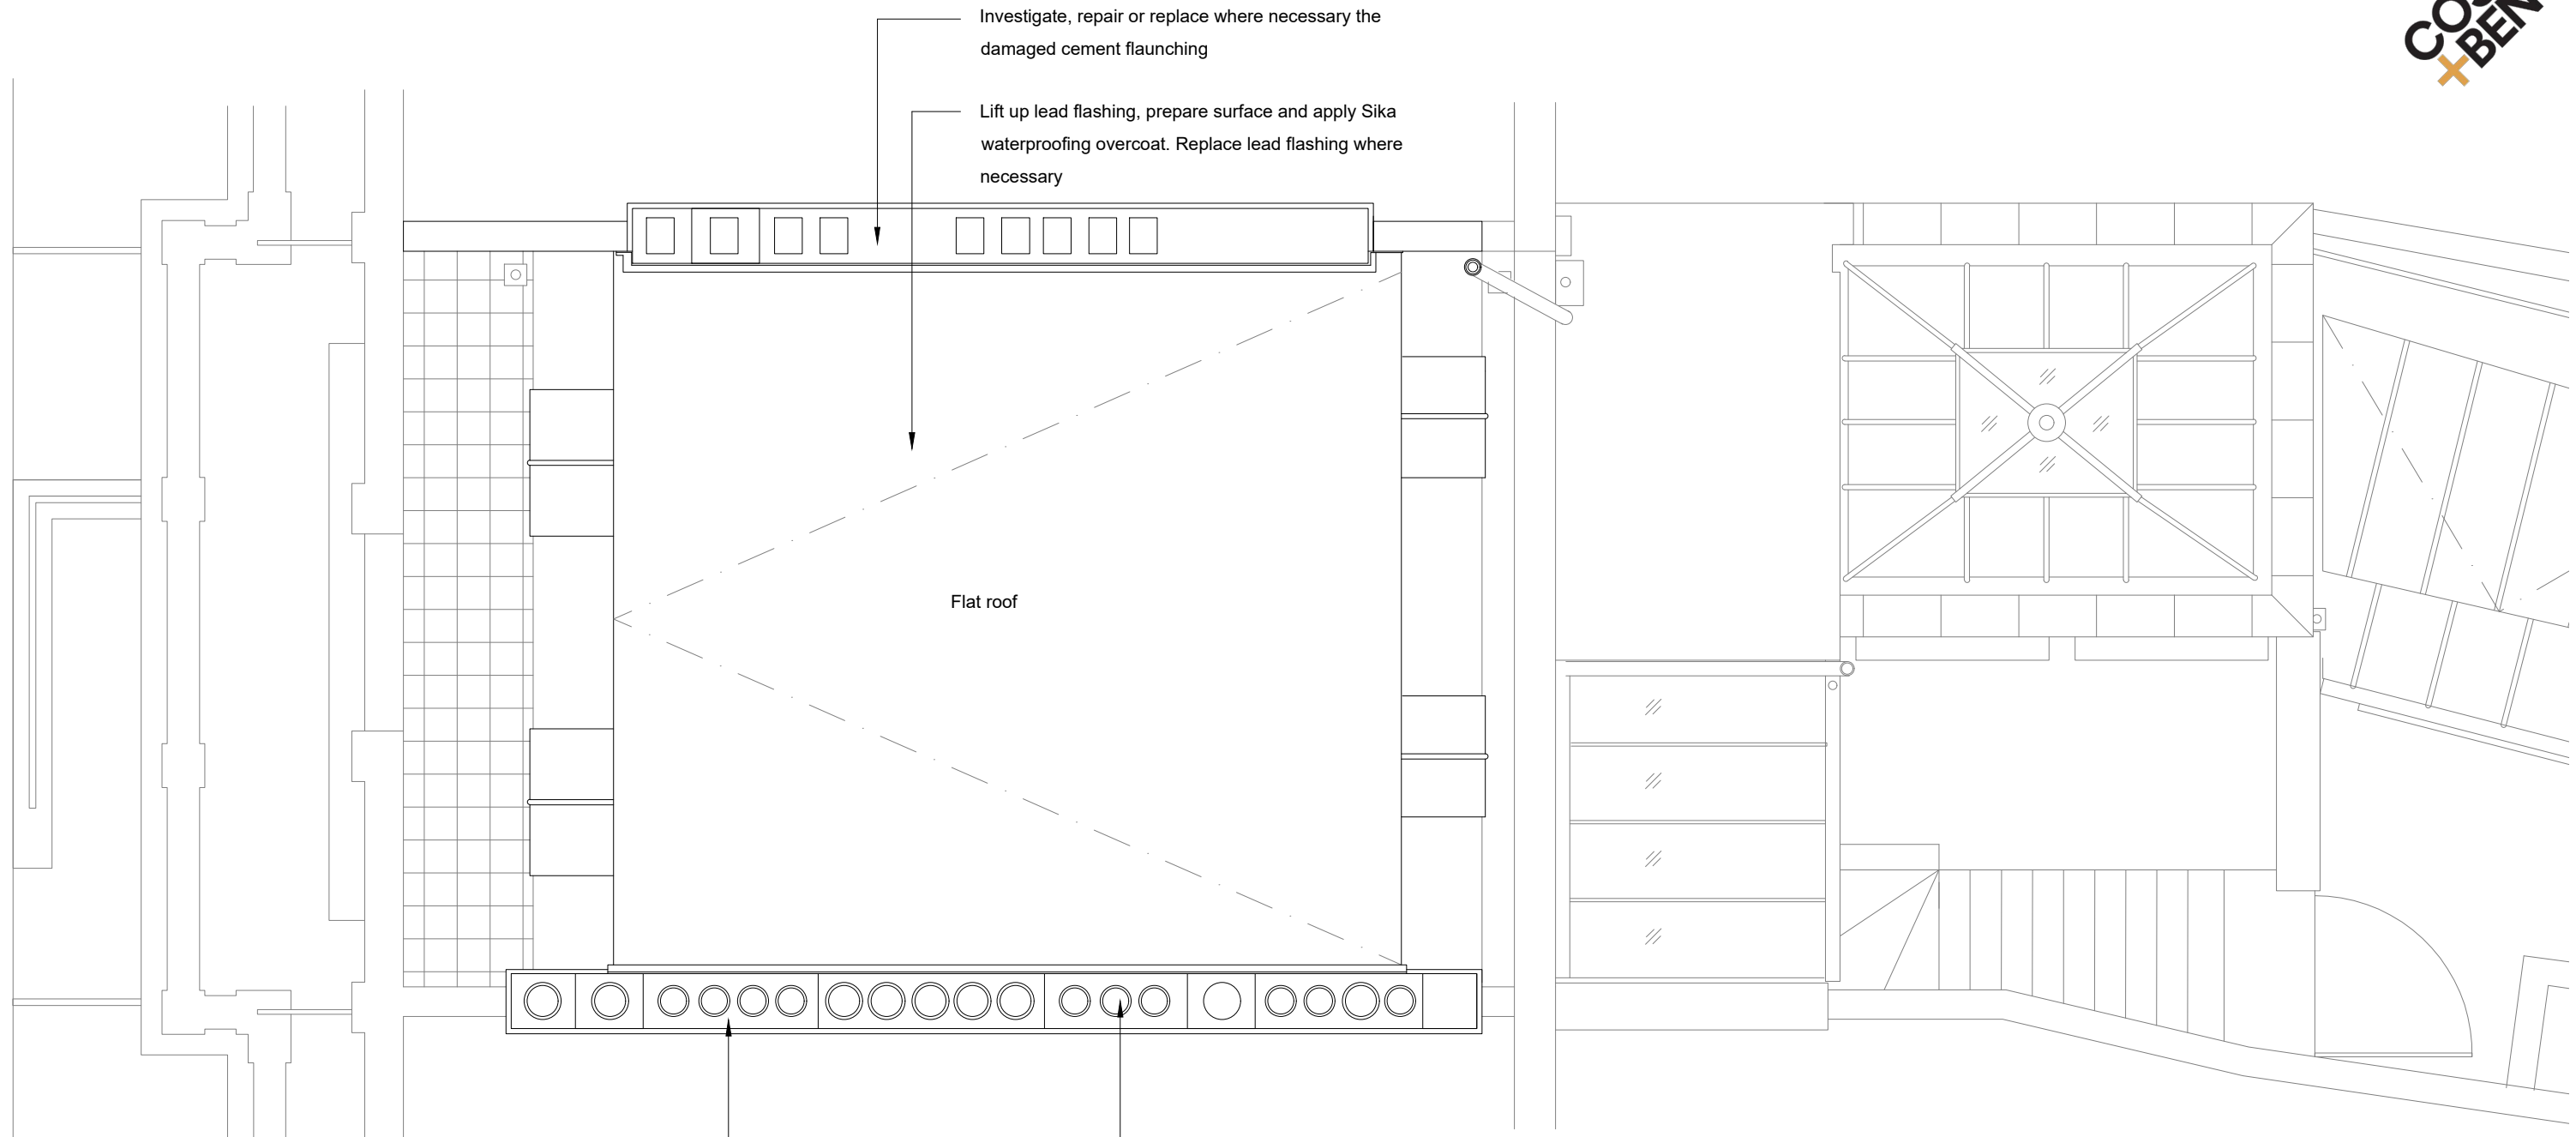 Investigate, repair or replace where necessary the
damaged cement flaunching
Lift up lead flashing, prepare surface and apply Sika
waterproofing overcoat. Replace lead flashing where
necessary
Flat roof